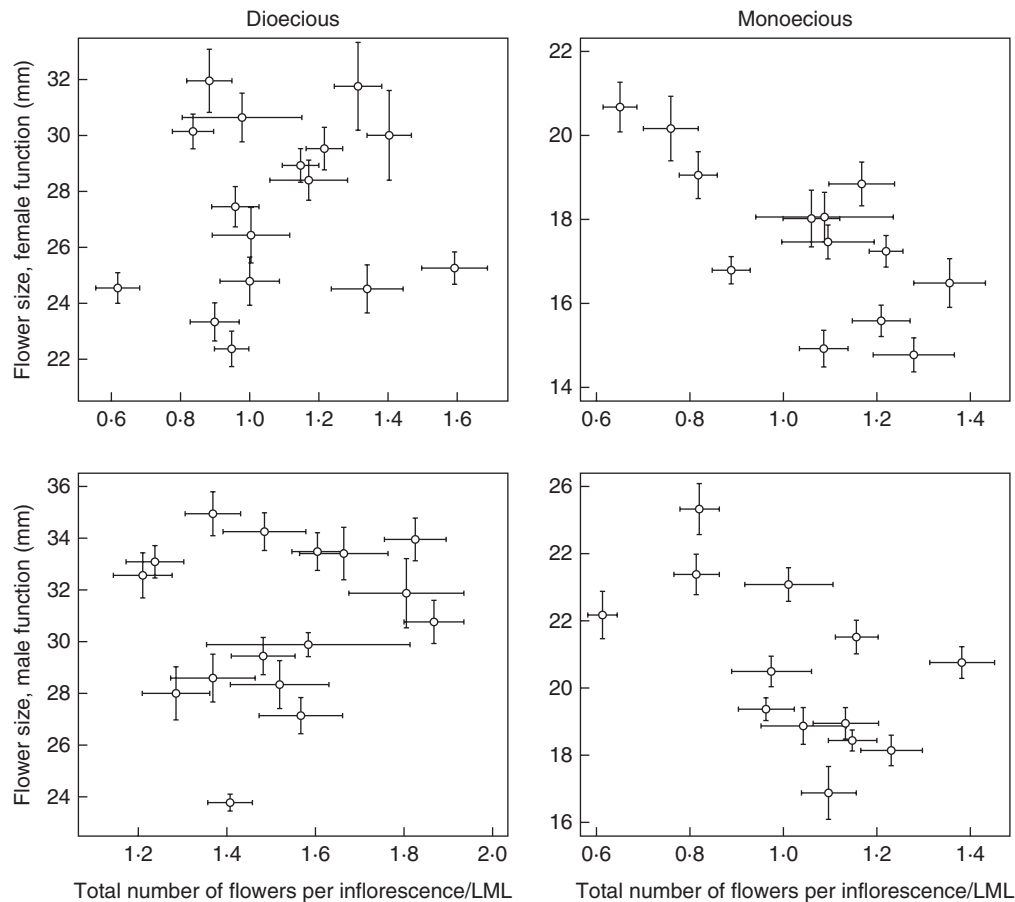 Dioecious
Flower size, female function (mm)
32
30
28
26
24
22
0·6 0·8 1·0 1·2 1·4 1·6
Monoecious
22
20
18
16
14
0·6 0·8 1·0 1·2 1·4
Flower size, male function (mm)
36
34
32
30
28
26
24
1·2 1·4 1·6 1·8 2·0
Total number of flowers per inflorescence/LML
26
22
22
20
18
16
0·6 0·8 1·0 1·2 1·4
Total number of flowers per inflorescence/LML